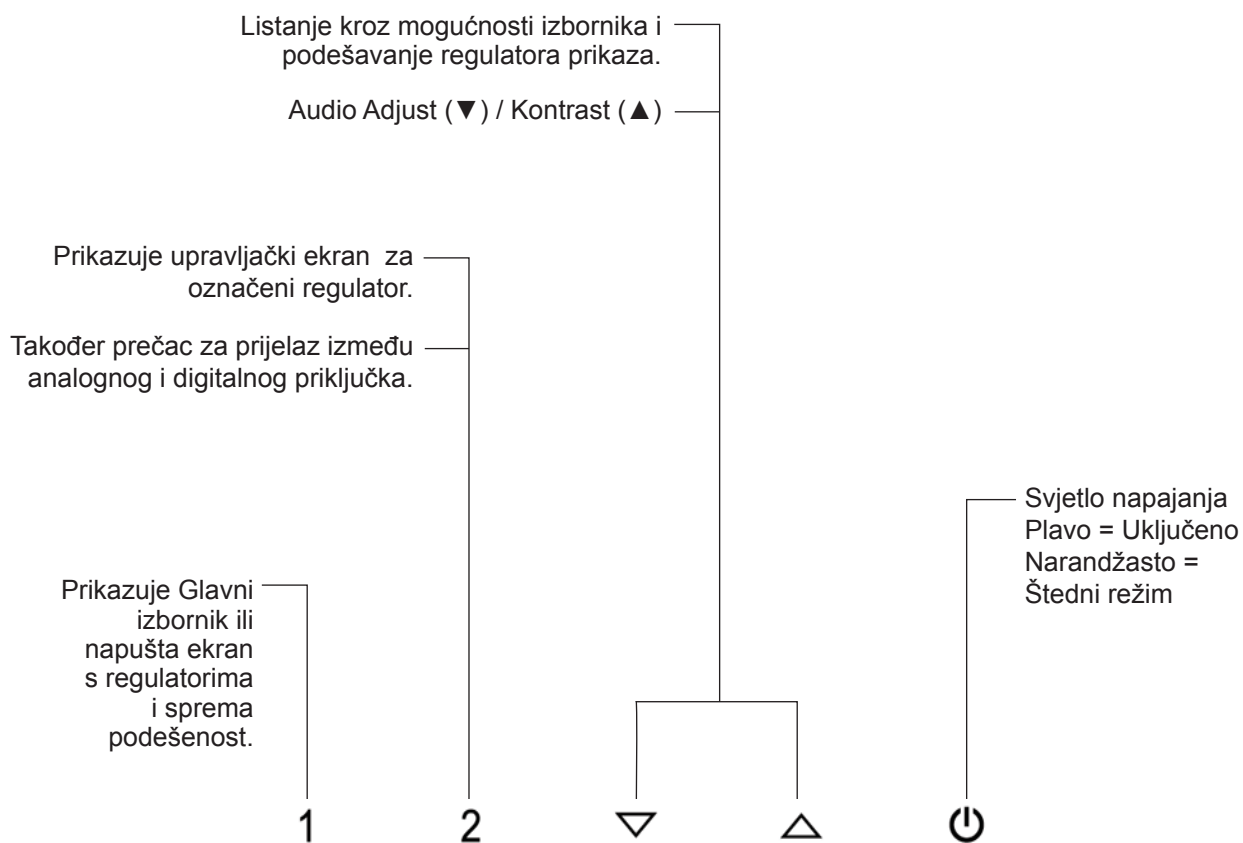 Listanje kroz mogućnosti izbornika i
podešavanje regulatora prikaza.
Audio Adjust (▼) / Kontrast (▲)
Prikazuje upravljački ekran  za
označeni regulator.
Također prečac za prijelaz između
analognog i digitalnog priključka.
Svjetlo napajanja
Plavo = Uključeno
Narandžasto =
Štedni režim
Prikazuje Glavni
izbornik ili
napušta ekran
s regulatorima
i sprema
podešenost.
1 2 ▽ △ ⏻